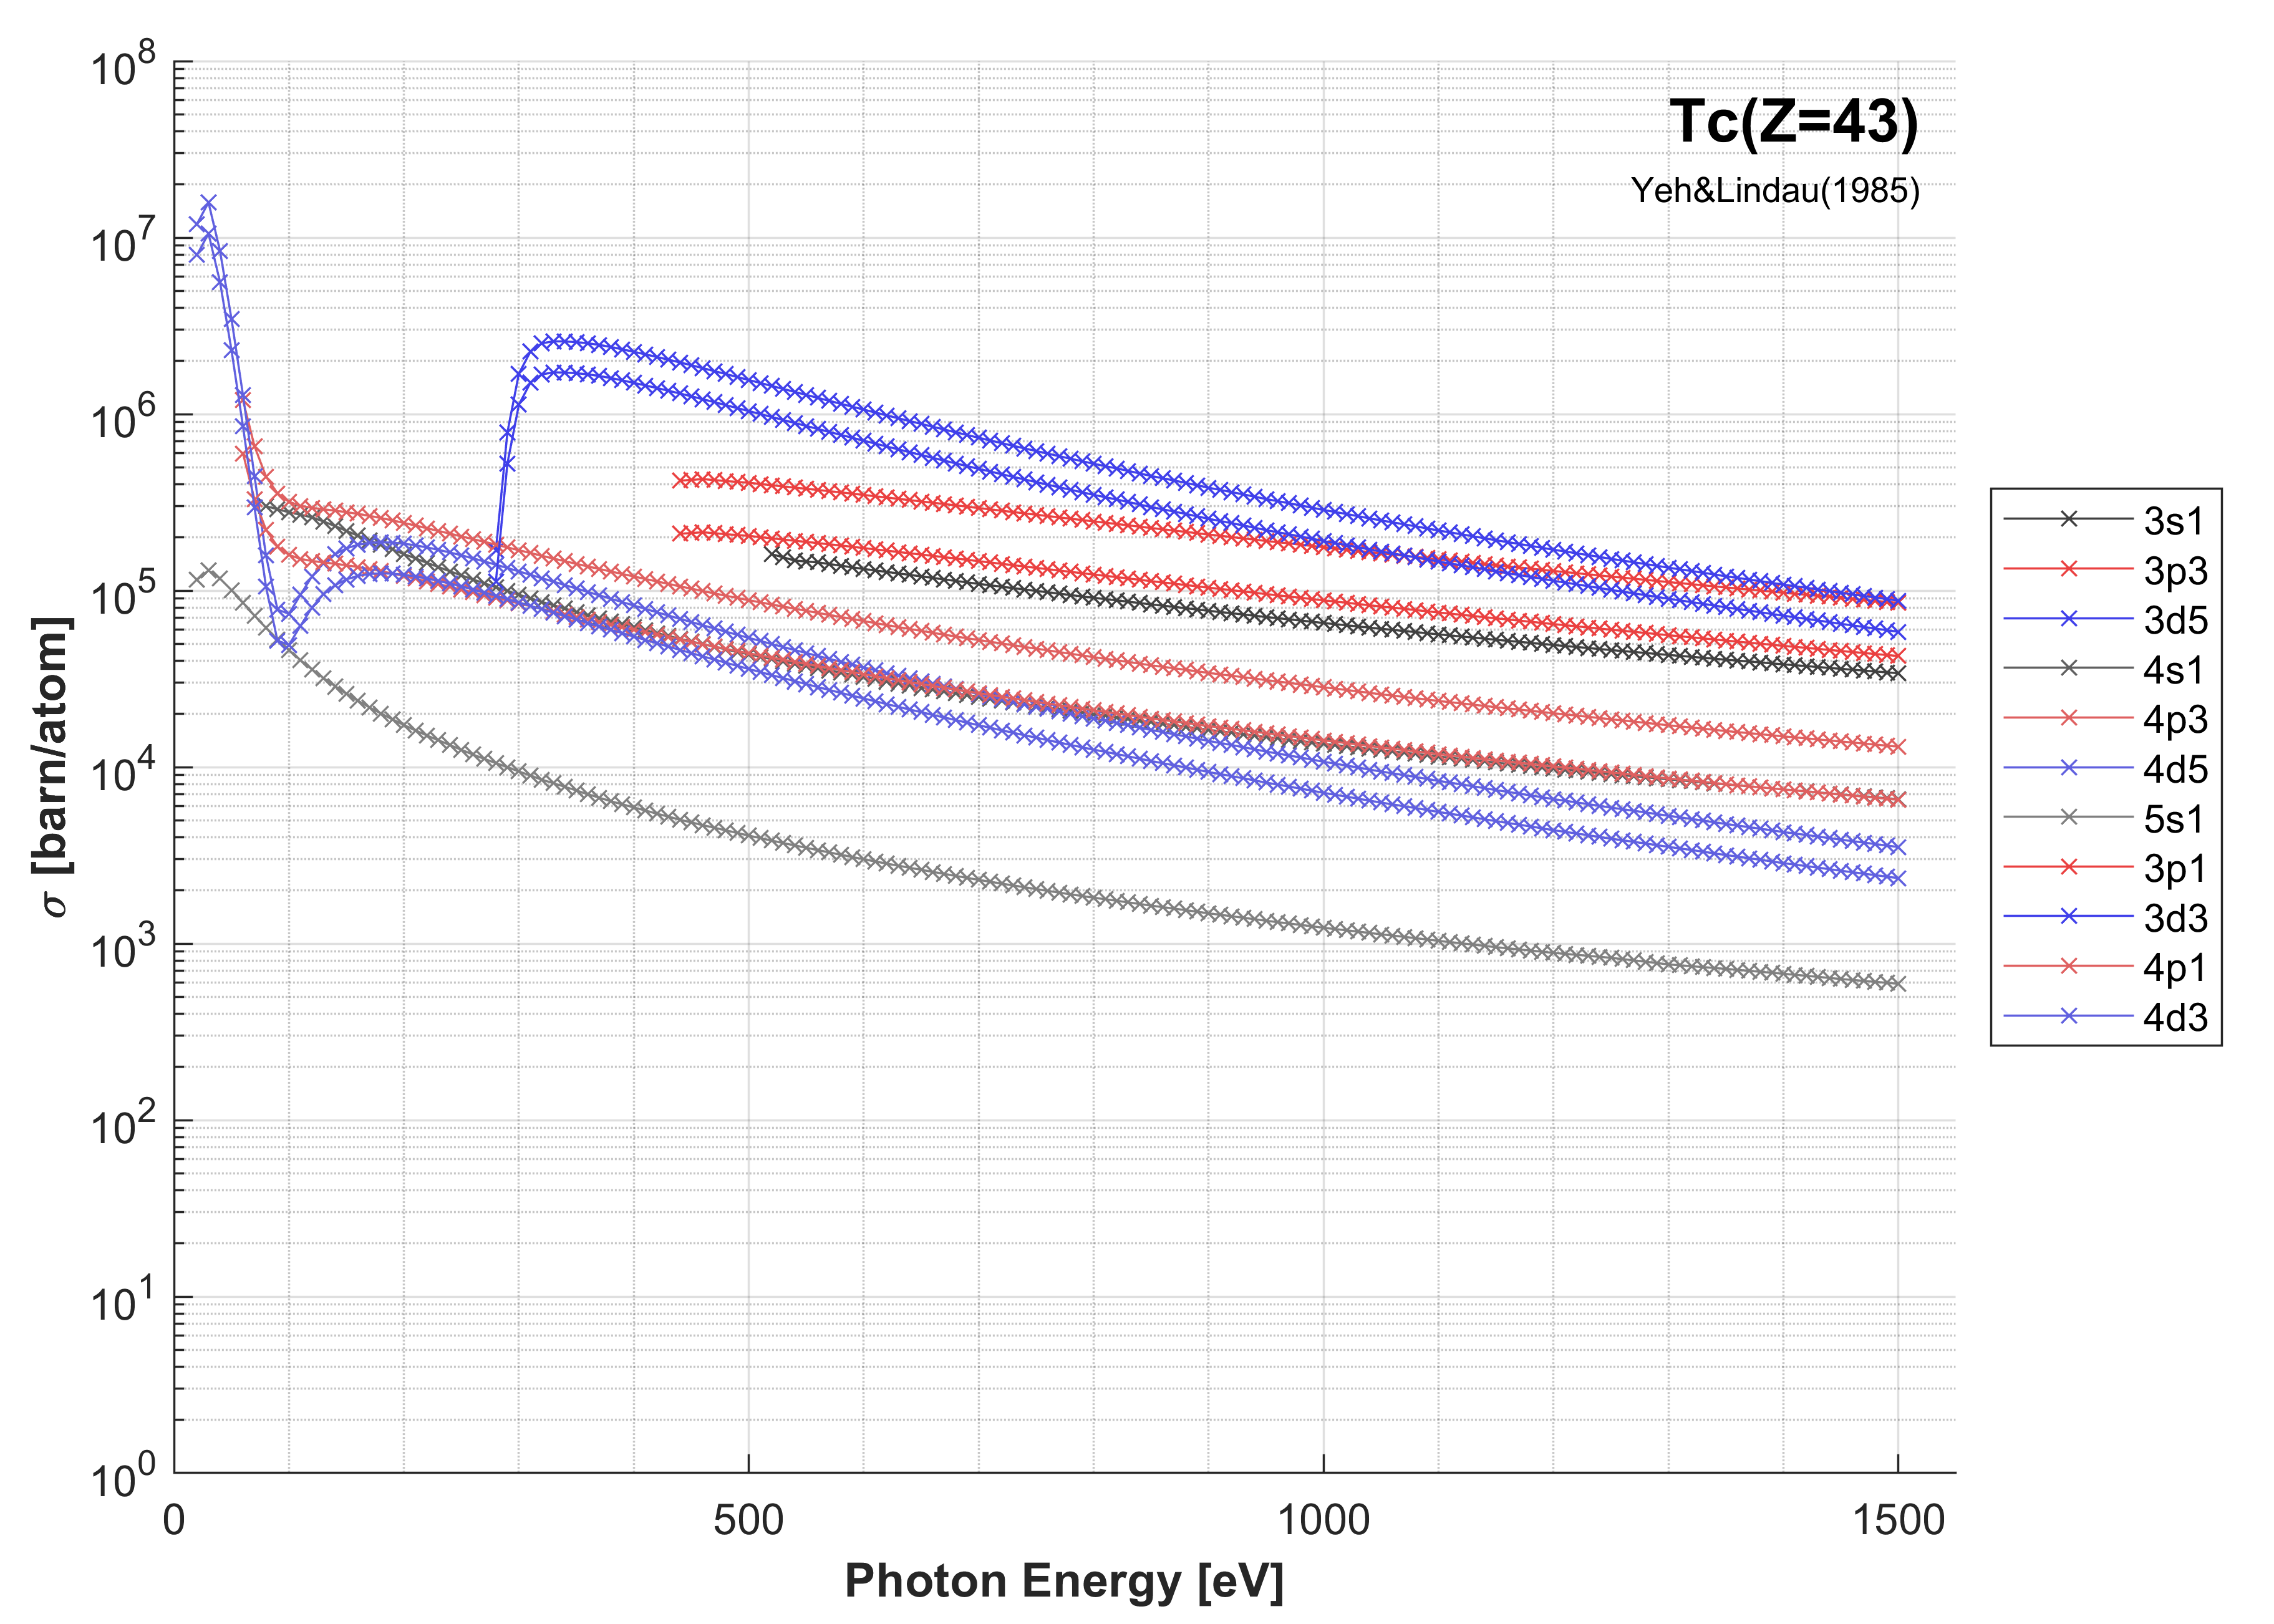 Tc(Z=43)
Yeh&Lindau(1985)
10^8
10^7
10^6
10^5
10^4
10^3
10^2
10^1
10^0
σ [barn/atom]
0 500 1000 1500
Photon Energy [eV]
3s1
3p3
3d5
4s1
4p3
4d5
5s1
3p1
3d3
4p1
4d3